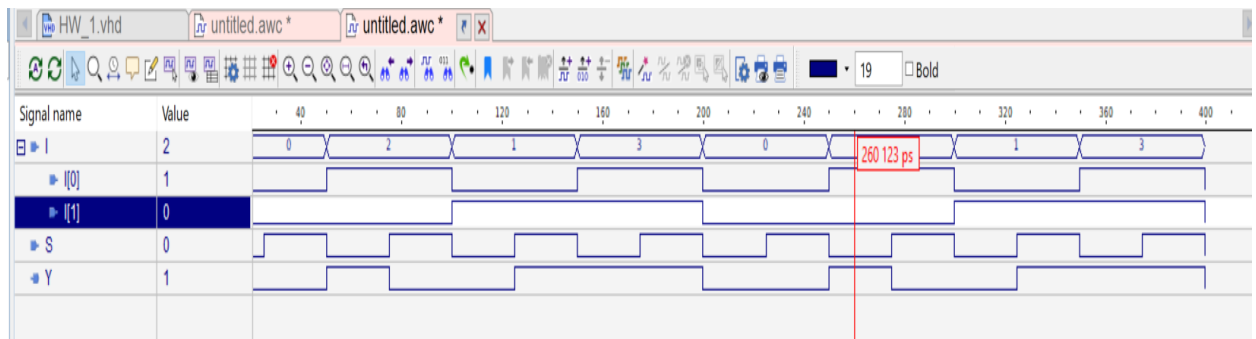 HW_1.vhd untitled.awc * untitled.awc *
19 Bold
Signal name Value 40 80 120 160 200 240 280 320 360 400
I 2 0 2 1 3 0 1 3
260 123 ps
I[0] 1
I[1] 0
S 0
Y 1